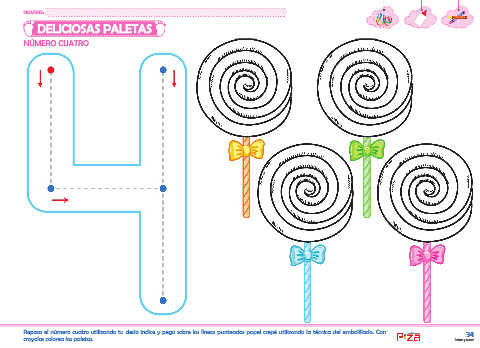 NOMBRE:
DELICIOSAS PALETAS
NÚMERO CUATRO
Repasa el número cuatro utilizando tu dedo índice y pega sobre las líneas punteadas papel crepé utilizando la técnica del embolillado. Con
crayolas colorea las paletas.
34